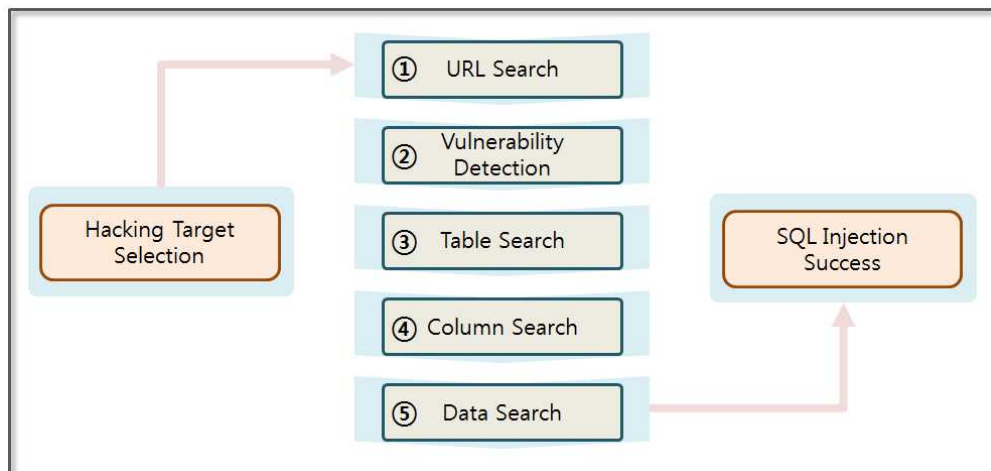 Hacking Target
Selection
① URL Search
② Vulnerability
Detection
③ Table Search
④ Column Search
⑤ Data Search
SQL Injection
Success